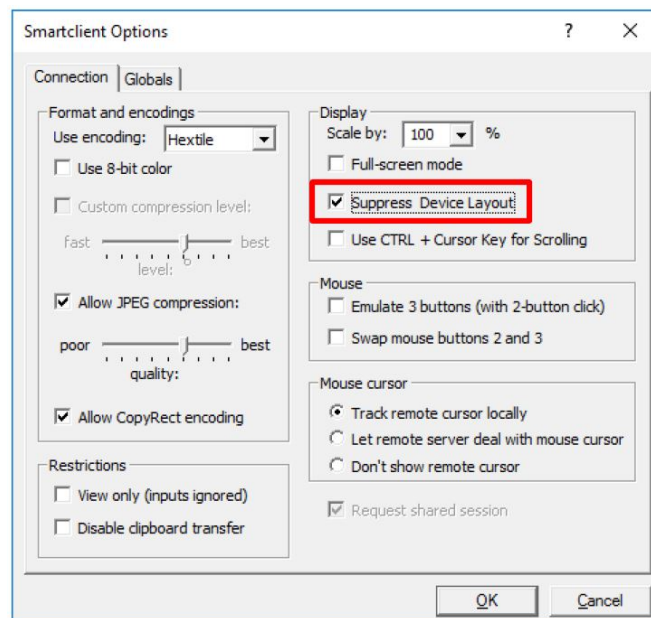 Smartclient Options
? X
Connection
Globals
Format and encodings
Use encoding: Hextile
Use 8-bit color
Custom compression level:
fast best
level:
Allow JPEG compression:
poor best
quality:
Allow CopyRect encoding
Restrictions
View only (inputs ignored)
Disable clipboard transfer
Display
Scale by: 100 %
Full-screen mode
Suppress Device Layout
Use CTRL + Cursor Key for Scrolling
Mouse
Emulate 3 buttons (with 2-button click)
Swap mouse buttons 2 and 3
Mouse cursor
Track remote cursor locally
Let remote server deal with mouse cursor
Don't show remote cursor
Request shared session
OK Cancel